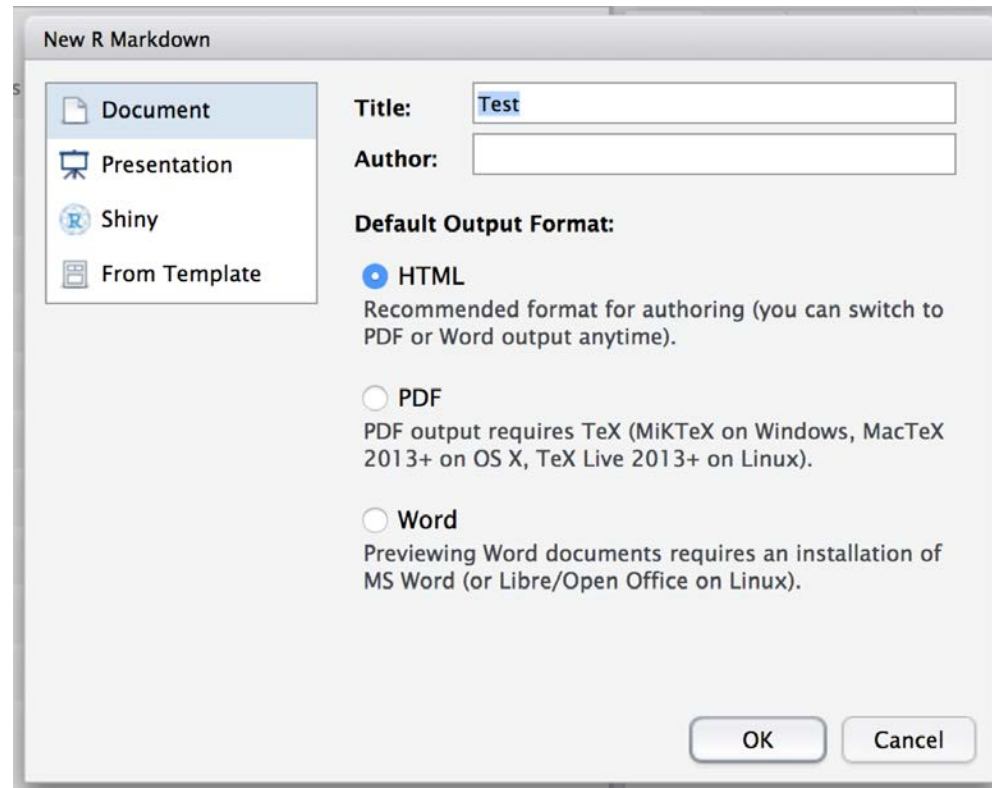 New R Markdown
s
Document
Presentation
Shiny
From Template
Title: Test
Author:
Default Output Format:
HTML
Recommended format for authoring (you can switch to
PDF or Word output anytime).
PDF
PDF output requires TeX (MiKTeX on Windows, MacTeX
2013+ on OS X, TeX Live 2013+ on Linux).
Word
Previewing Word documents requires an installation of
MS Word (or Libre/Open Office on Linux).
OK Cancel